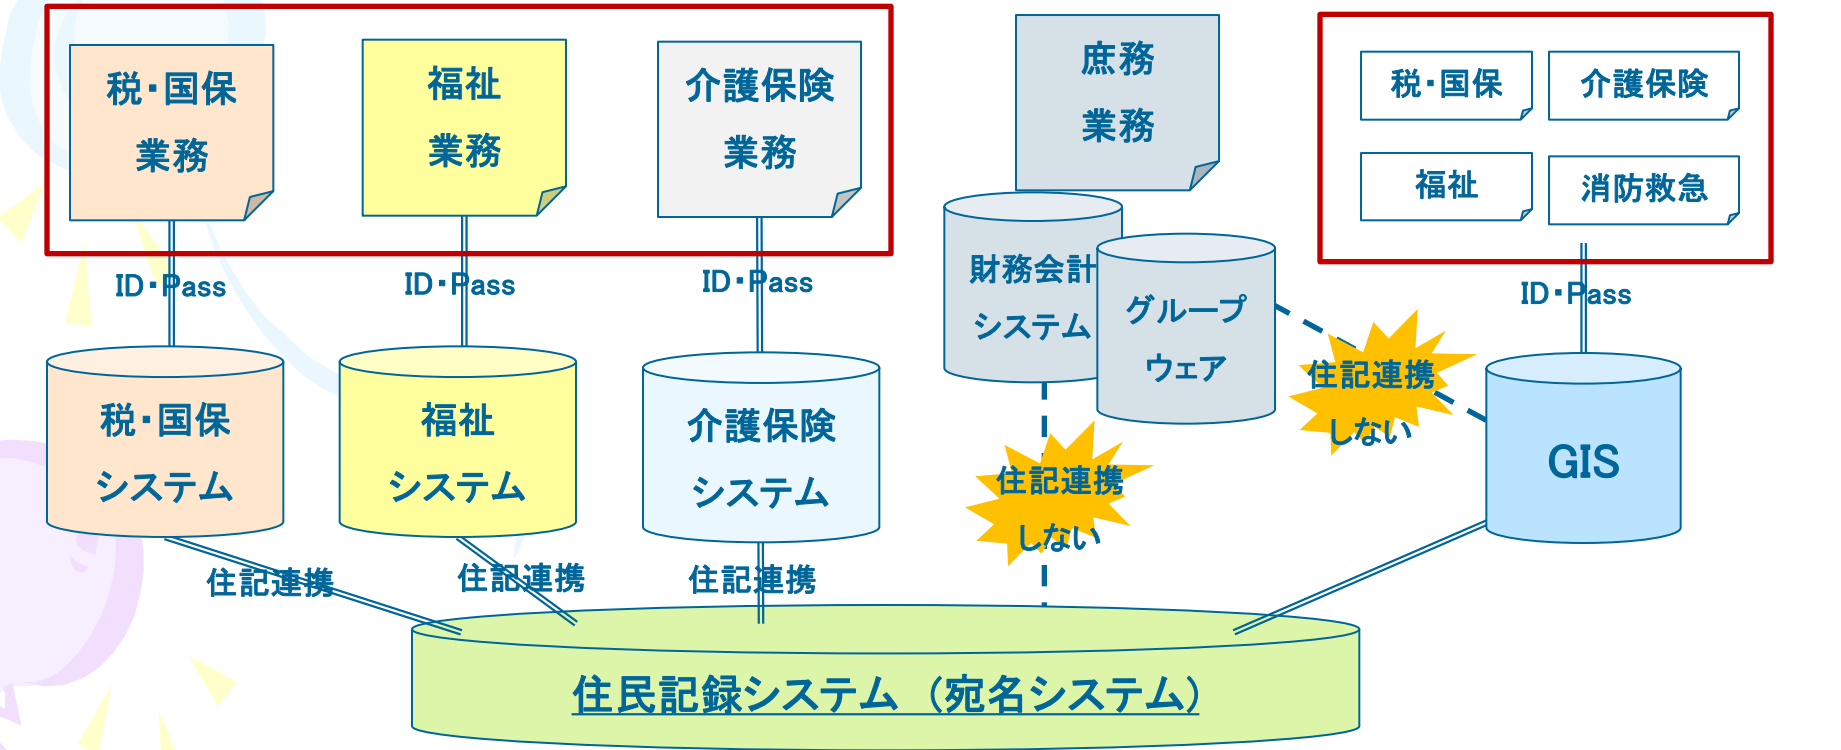 税・国保
業務
福祉
業務
介護保険
業務
庶務
業務
税・国保
介護保険
福祉
消防救急
ID・Pass
ID・Pass
ID・Pass
ID・Pass
財務会計
システム
グループ
ウェア
住記連携
しない
税・国保
システム
福祉
システム
介護保険
システム
住記連携
しない
GIS
住記連携
住記連携
住記連携
住民記録システム（宛名システム）